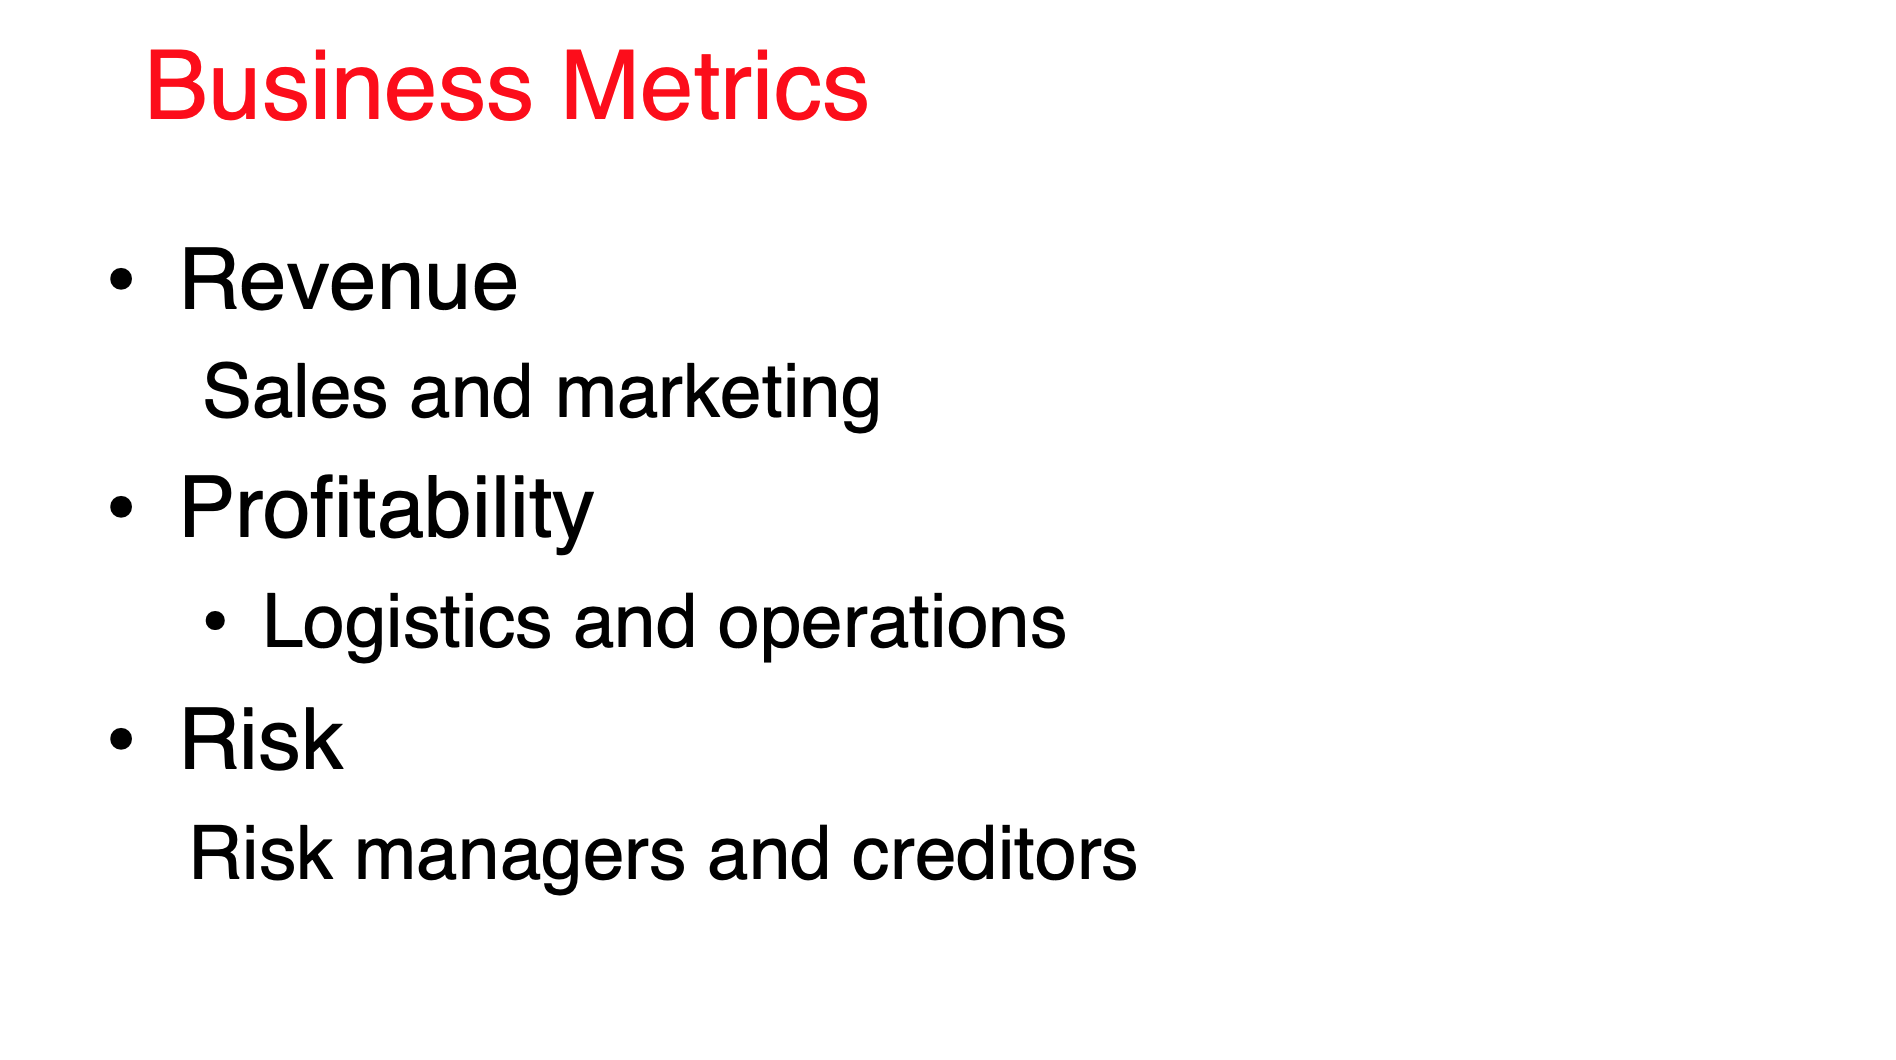 Business Metrics
• Revenue
Sales and marketing
• Profitability
• Logistics and operations
• Risk
Risk managers and creditors